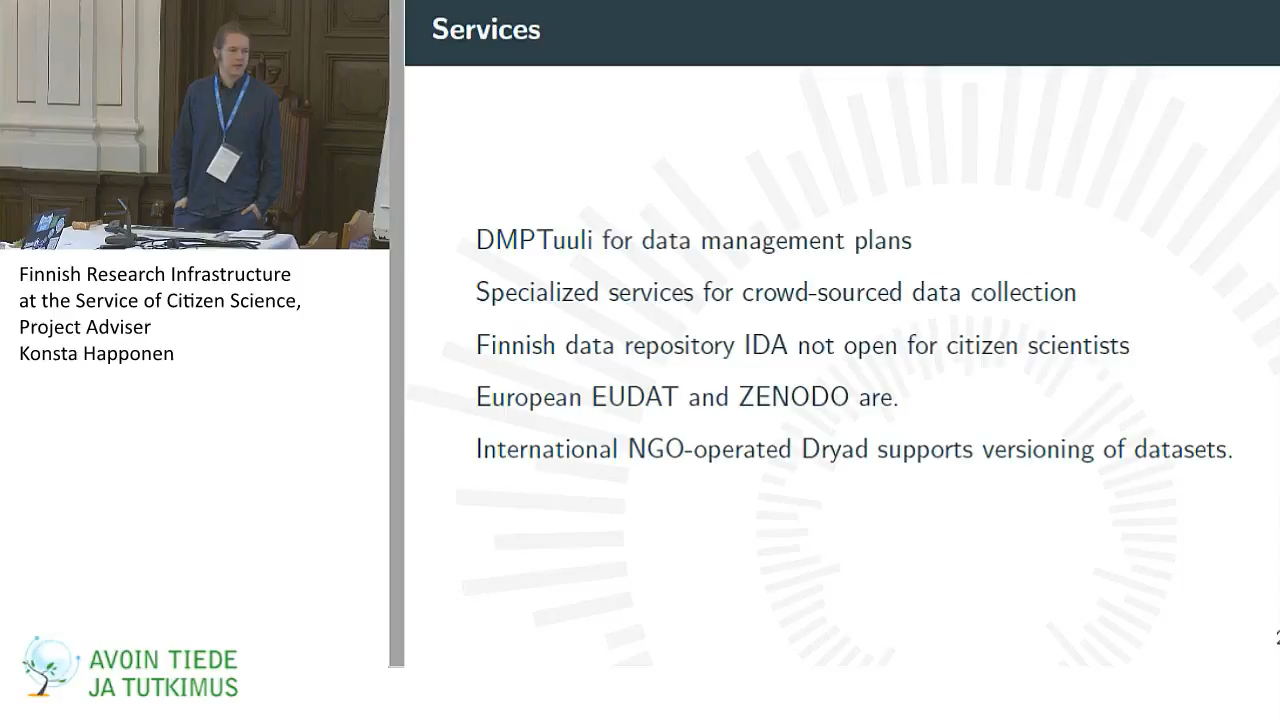 Services
DMPTuuli for data management plans
Specialized services for crowd-sourced data collection
Finnish data repository IDA not open for citizen scientists
European EUDAT and ZENODO are.
International NGO-operated Dryad supports versioning of datasets.
Finnish Research Infrastructure
at the Service of Citizen Science,
Project Adviser
Konsta Happonen
AVOIN TIEDE
JA TUTKIMUS